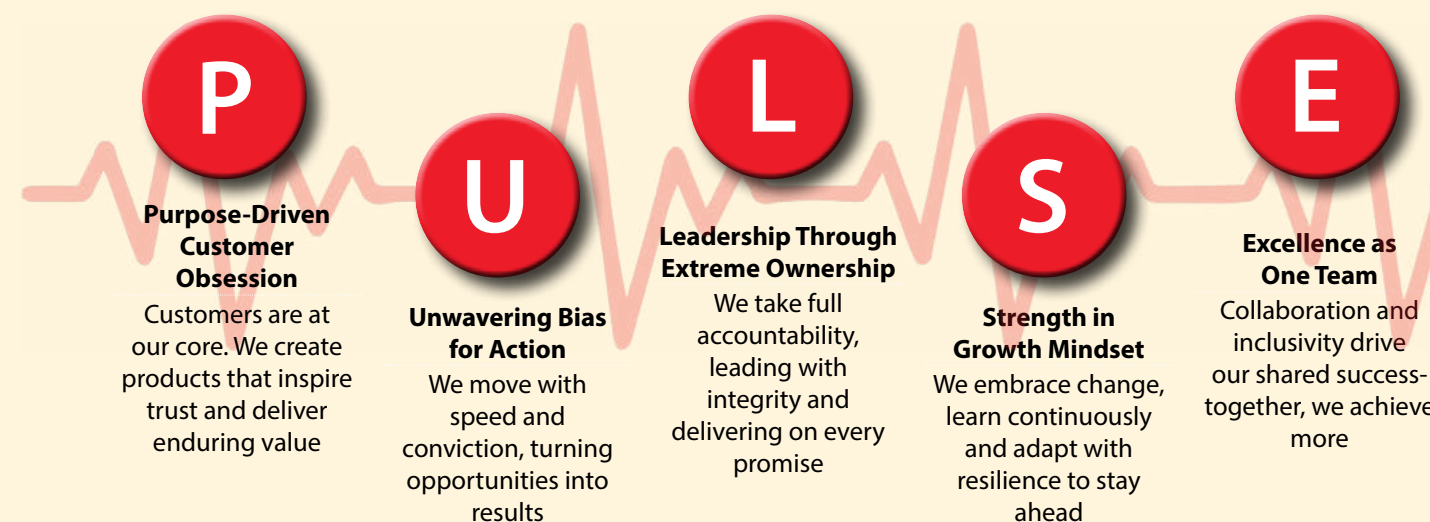 P
Purpose-Driven
Customer
Obsession
Customers are at
our core. We create
products that inspire
trust and deliver
enduring value
U
Unwavering Bias
for Action
We move with
speed and
conviction, turning
opportunities into
results
L
Leadership Through
Extreme Ownership
We take full
accountability,
leading with
integrity and
delivering on every
promise
S
Strength in
Growth Mindset
We embrace change,
learn continuously
and adapt with
resilience to stay
ahead
E
Excellence as
One Team
Collaboration and
inclusivity drive
our shared success-
together, we achieve
more